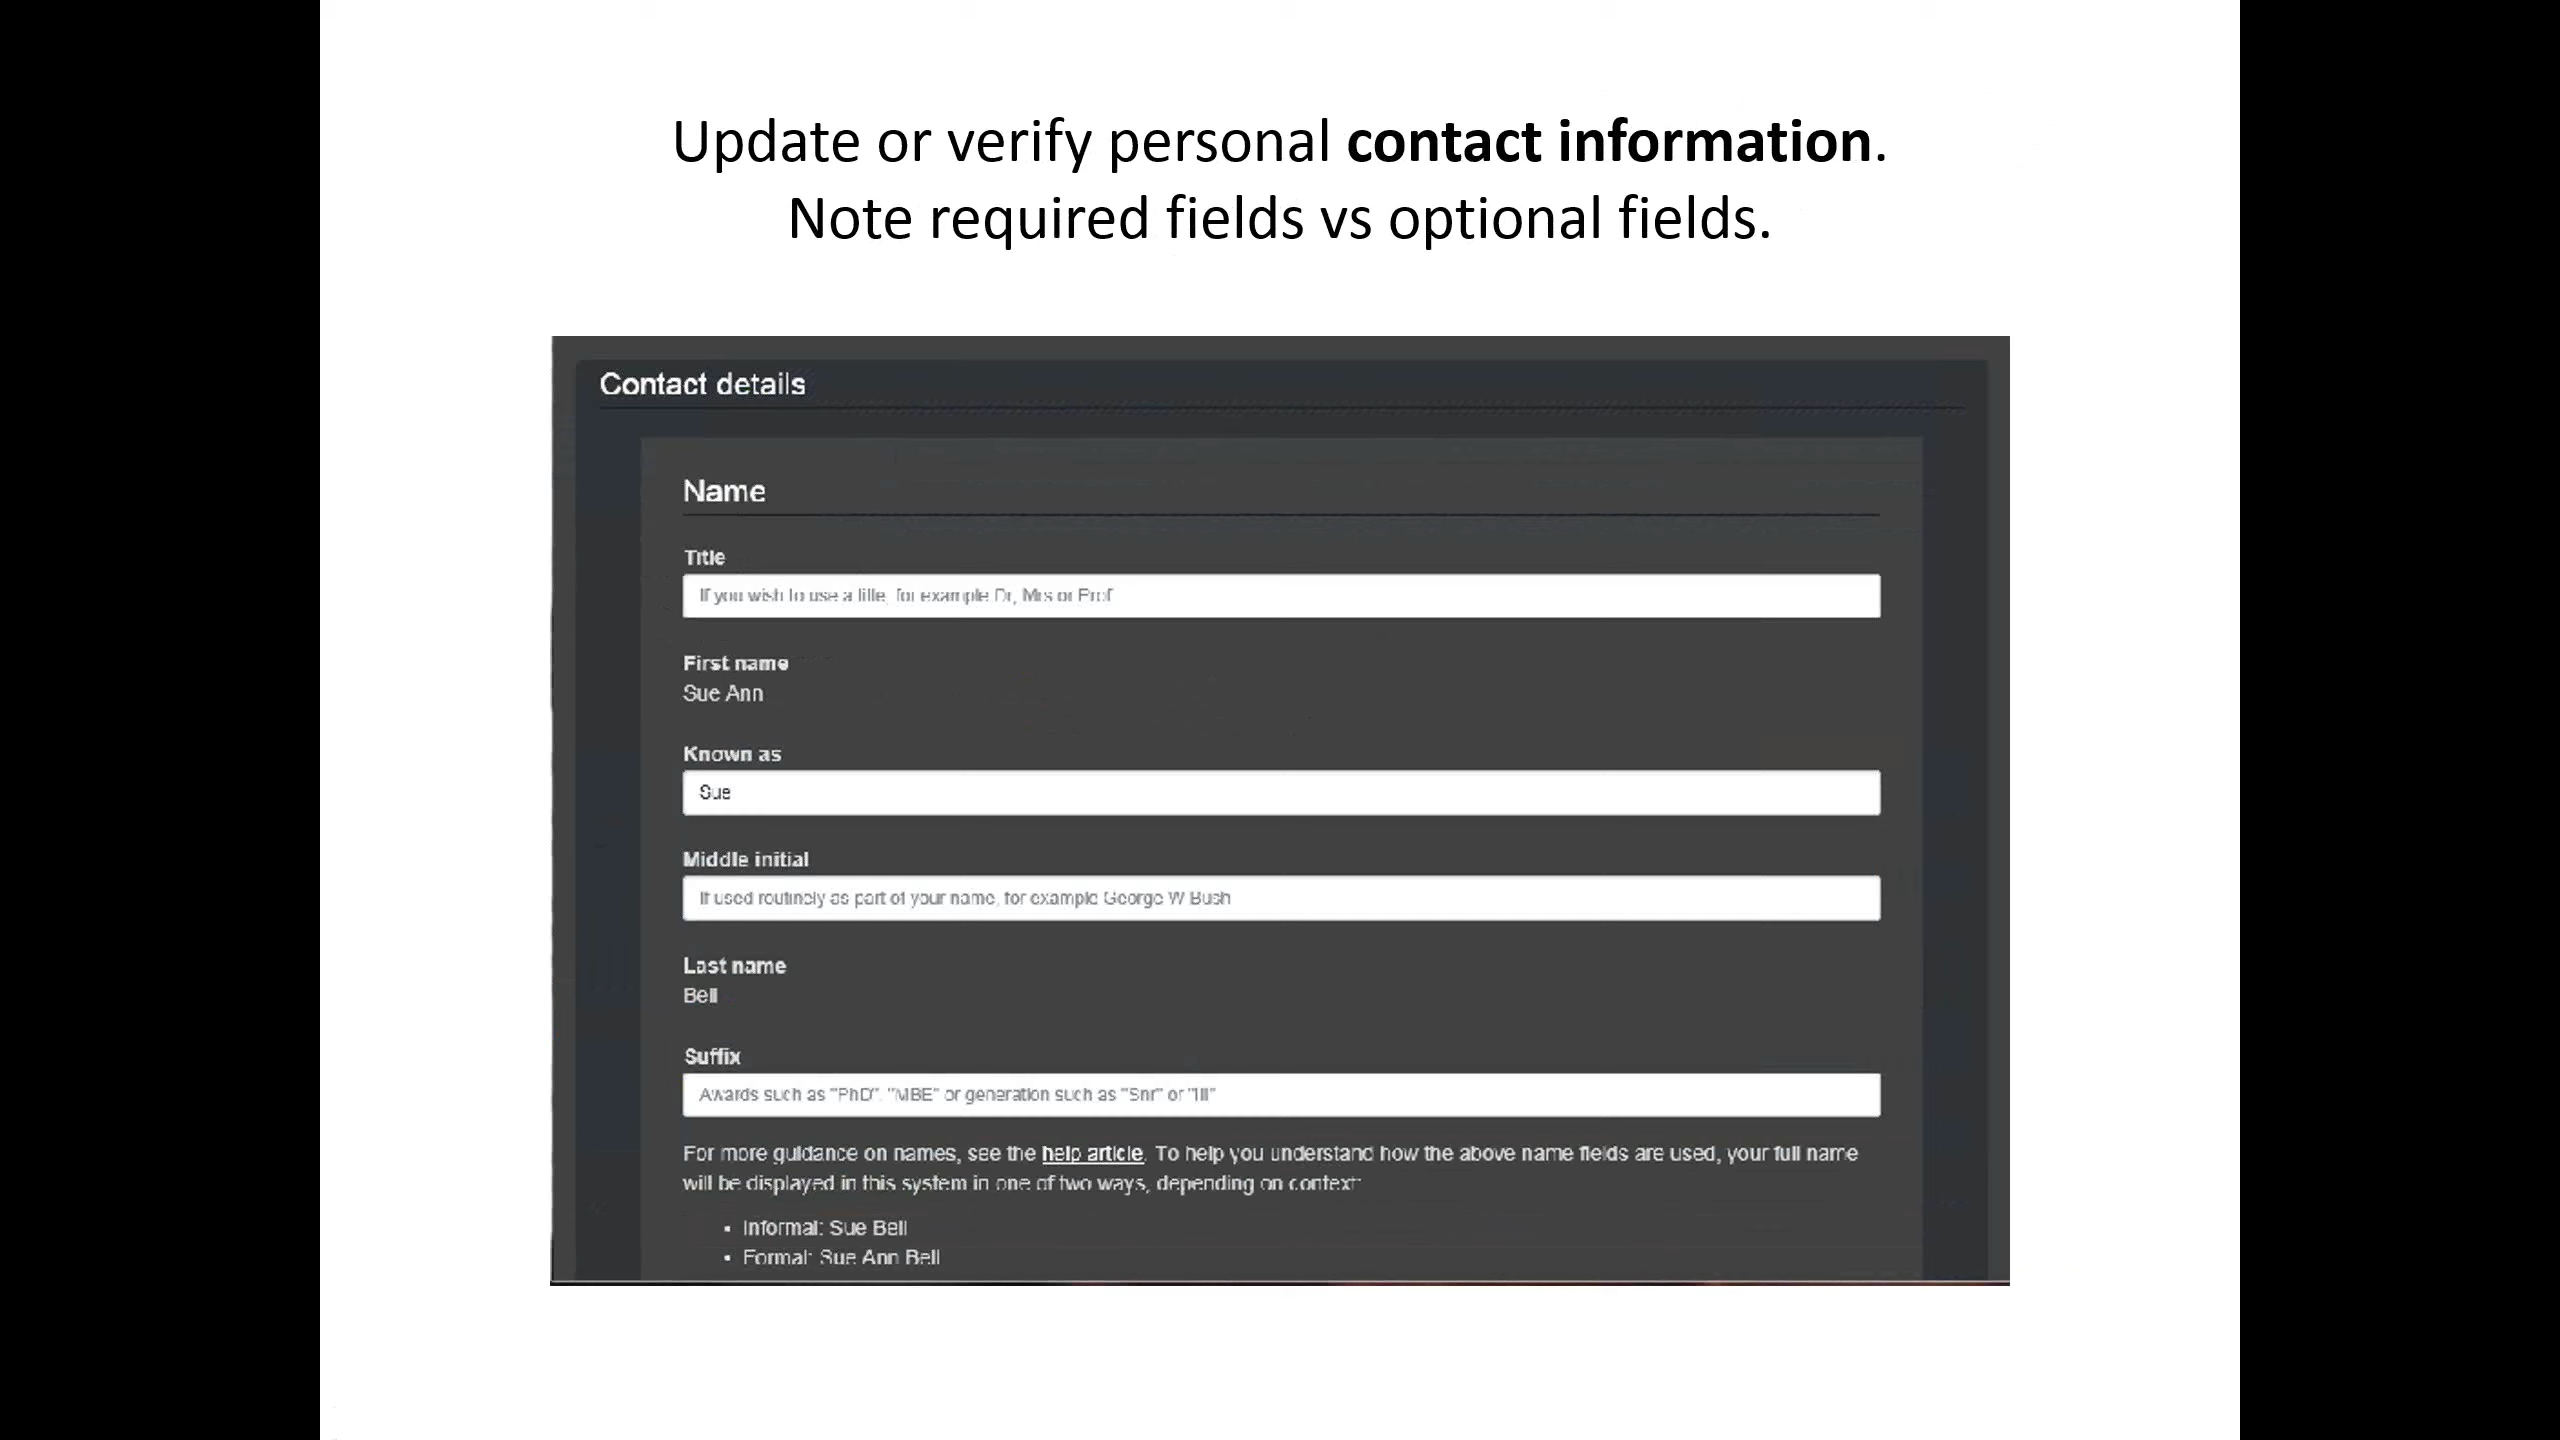 Update or verify personal contact information.
Note required fields vs optional fields.
Contact details
Name
Title
If you wish to use a title, for example Dr, Mrs or Prof
First name
Sue Ann
Known as
Sue
Middle initial
If used routinely as part of your name, for example George W Bush
Last name
Bell
Suffix
Awards such as "PhD", "MBE" or generation such as "Snr" or "III"
For more guidance on names, see the help article. To help you understand how the above name fields are used, your full name
will be displayed in this system in one of two ways, depending on context:
• Informal: Sue Bell
• Formal: Sue Ann Bell